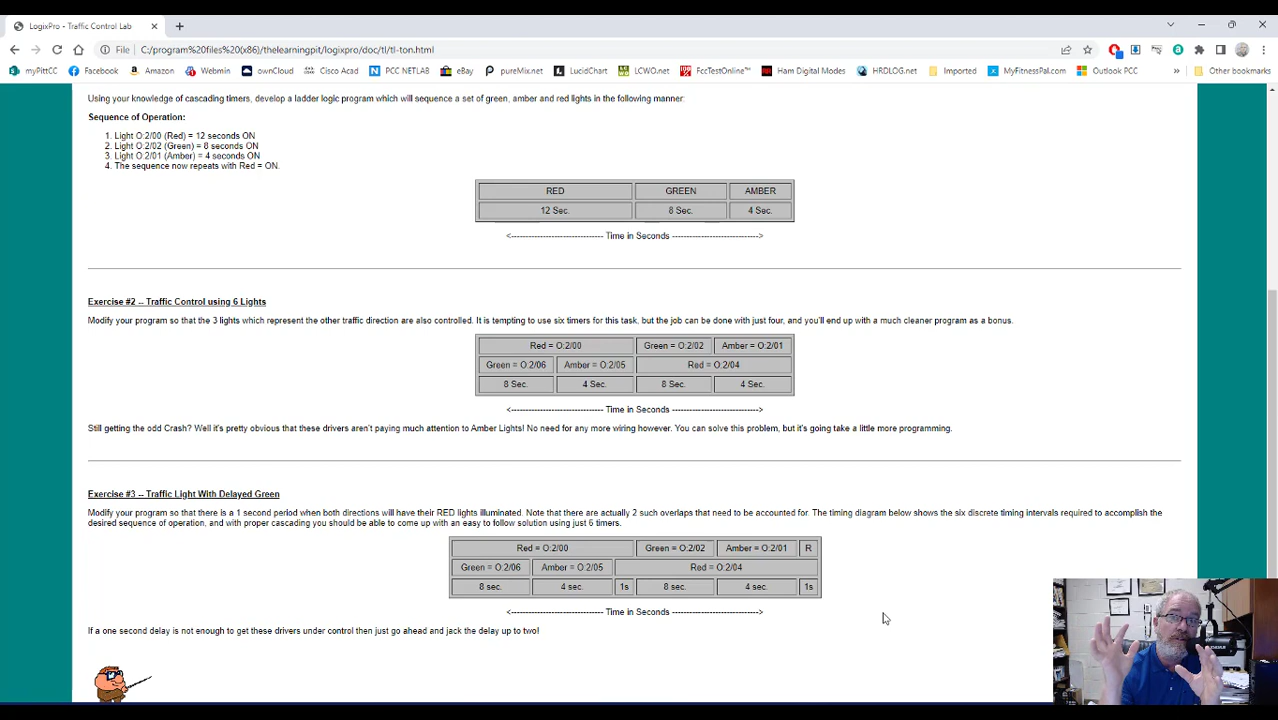 LogixPro - Traffic Control Lab
File C:/program%20files%20(x86)/thelearningpit/logixpro/doc/tl/tl-ton.html
myPittCC Facebook Amazon Webmin ownCloud Cisco Acad PCC NETLAB eBay pureMix.net LucidChart LCWO.net FccTestOnline™ Ham Digital Modes HRDLOG.net Imported MyFitnessPal.com Outlook PCC » Other bookmarks
Using your knowledge of cascading timers, develop a ladder logic program which will sequence a set of green, amber and red lights in the following manner:
Sequence of Operation:
1. Light O:2/00 (Red) = 12 seconds ON
2. Light O:2/02 (Green) = 8 seconds ON
3. Light O:2/01 (Amber) = 4 seconds ON
4. The sequence now repeats with Red = ON.
RED GREEN AMBER
12 Sec. 8 Sec. 4 Sec.
<------------------------------- Time in Seconds ------------------------------>
Exercise #2 -- Traffic Control using 6 Lights
Modify your program so that the 3 lights which represent the other traffic direction are also controlled. It is tempting to use six timers for this task, but the job can be done with just four, and you'll end up with a much cleaner program as a bonus.
Red = O:2/00 Green = O:2/02 Amber = O:2/01
Green = O:2/06 Amber = O:2/05 Red = O:2/04
8 Sec. 4 Sec. 8 Sec. 4 Sec.
<------------------------------- Time in Seconds ------------------------------>
Still getting the odd Crash? Well it's pretty obvious that these drivers aren't paying much attention to Amber Lights! No need for any more wiring however. You can solve this problem, but it's going take a little more programming.
Exercise #3 -- Traffic Light With Delayed Green
Modify your program so that there is a 1 second period when both directions will have their RED lights illuminated. Note that there are actually 2 such overlaps that need to be accounted for. The timing diagram below shows the six discrete timing intervals required to accomplish the
desired sequence of operation, and with proper cascading you should be able to come up with an easy to follow solution using just 6 timers.
Red = O:2/00 Green = O:2/02 Amber = O:2/01 R
Green = O:2/06 Amber = O:2/05 Red = O:2/04
8 sec. 4 sec. 1s 8 sec. 4 sec. 1s
<------------------------------- Time in Seconds ------------------------------>
If a one second delay is not enough to get these drivers under control then just go ahead and jack the delay up to two!